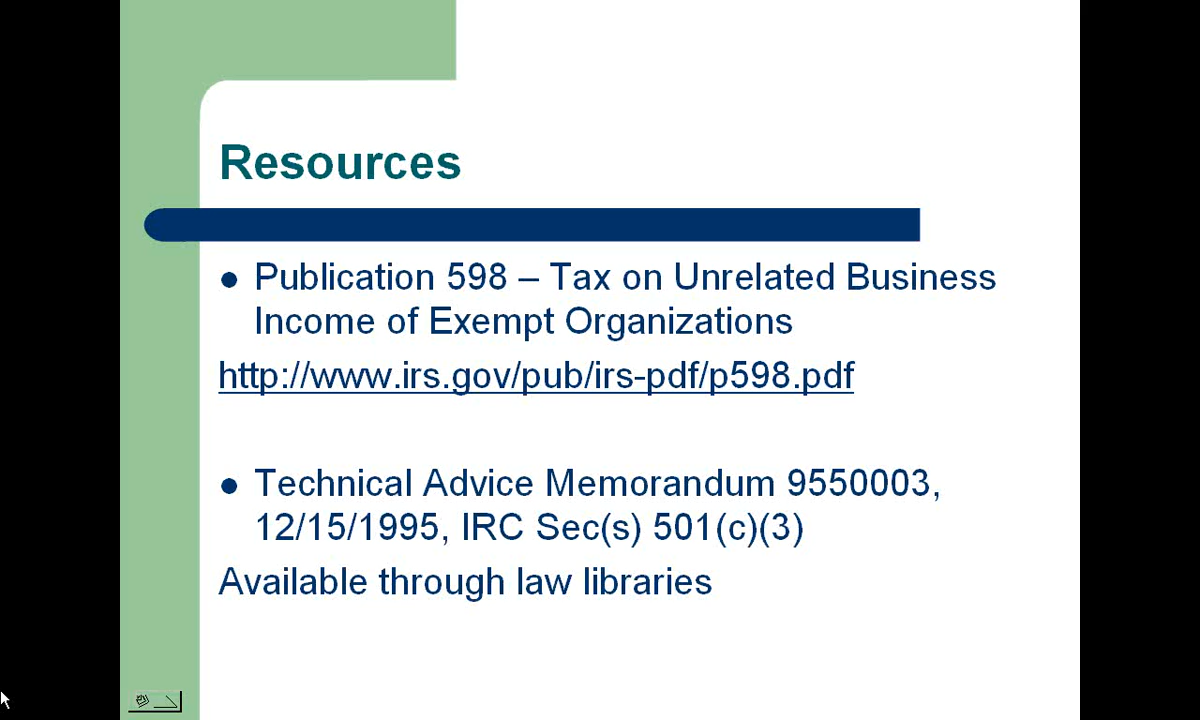 Resources
● Publication 598 – Tax on Unrelated Business
Income of Exempt Organizations
http://www.irs.gov/pub/irs-pdf/p598.pdf
● Technical Advice Memorandum 9550003,
12/15/1995, IRC Sec(s) 501(c)(3)
Available through law libraries